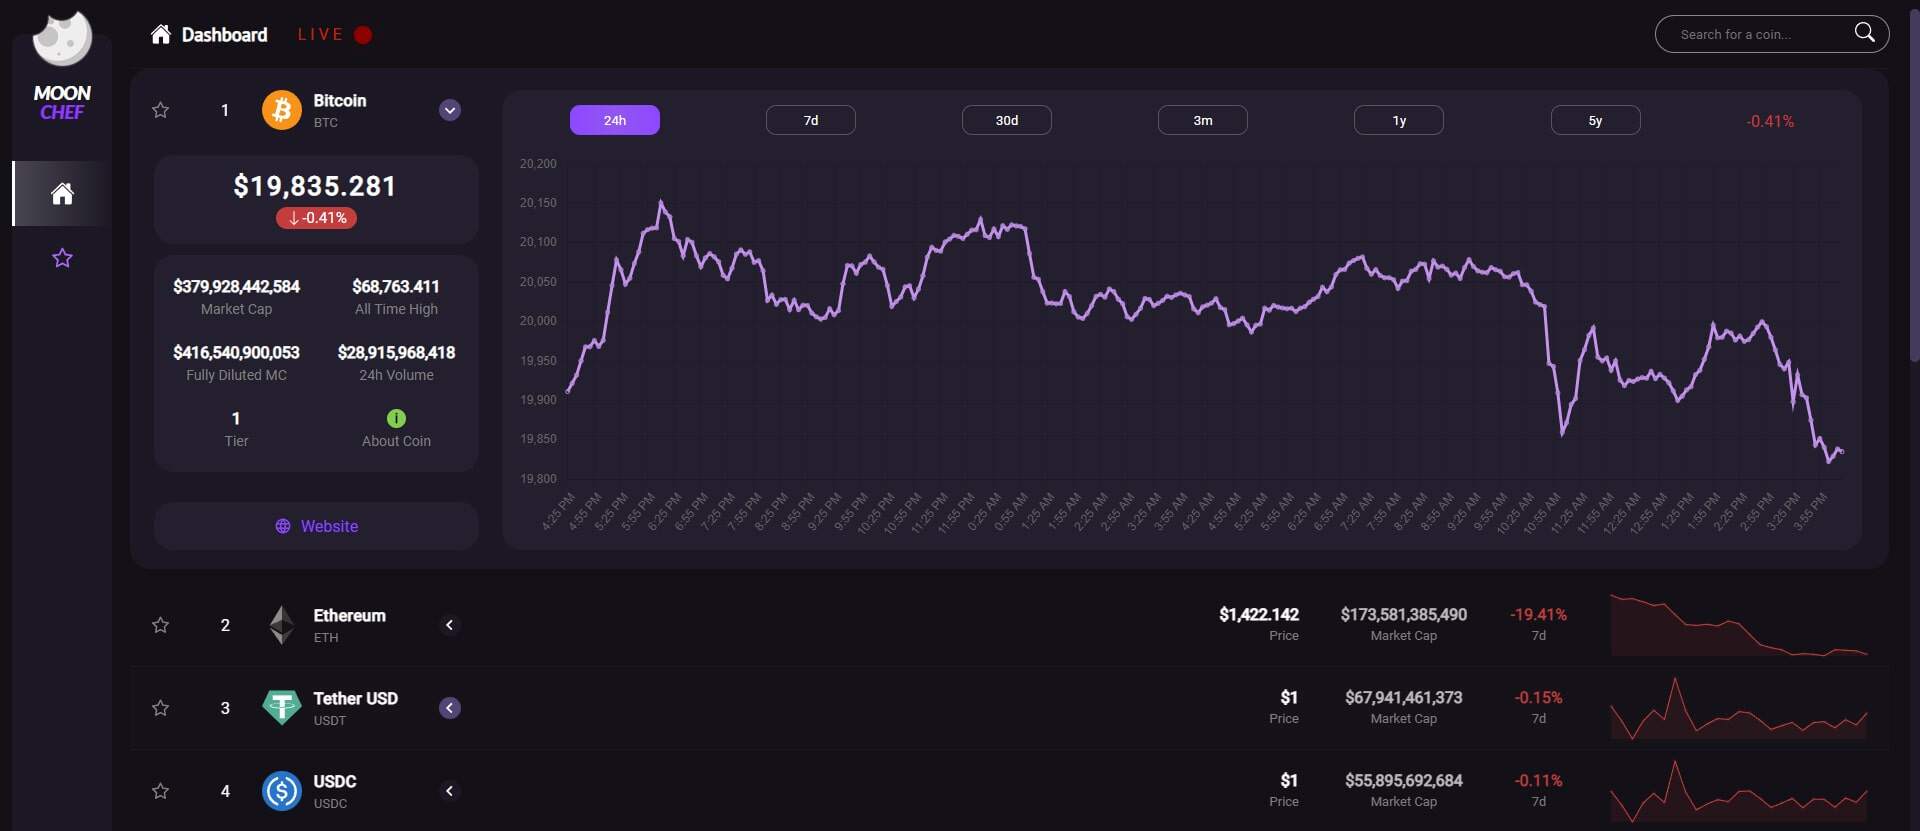 MOON
CHEF
Dashboard LIVE
Search for a coin...
1 Bitcoin
BTC
$19,835.281
↓-0.41%
$379,928,442,584 $68,763.411
Market Cap All Time High
$416,540,900,053 $28,915,968,418
Fully Diluted MC 24h Volume
1 i
Tier About Coin
Website
24h 7d 30d 3m 1y 5y -0.41%
20,200
20,150
20,100
20,050
20,000
19,950
19,900
19,850
19,800
4:25 PM 4:55 PM 5:25 PM 5:55 PM 6:25 PM 6:55 PM 7:25 PM 7:55 PM 8:25 PM 8:55 PM 9:25 PM 9:55 PM 10:25 PM 10:55 PM 11:25 PM 11:55 PM 0:25 AM 0:55 AM 1:25 AM 1:55 AM 2:25 AM 2:55 AM 3:25 AM 3:55 AM 4:25 AM 4:55 AM 5:25 AM 5:55 AM 6:25 AM 6:55 AM 7:25 AM 7:55 AM 8:25 AM 8:55 AM 9:25 AM 9:55 AM 10:25 AM 10:55 AM 11:25 AM 11:55 AM 12:25 AM 12:55 AM 1:25 PM 1:55 PM 2:25 PM 2:55 PM 3:25 PM 3:55 PM
2 Ethereum $1,422.142 $173,581,385,490 -19.41%
ETH Price Market Cap 7d
3 Tether USD $1 $67,941,461,373 -0.15%
USDT Price Market Cap 7d
4 USDC $1 $55,895,692,684 -0.11%
USDC Price Market Cap 7d